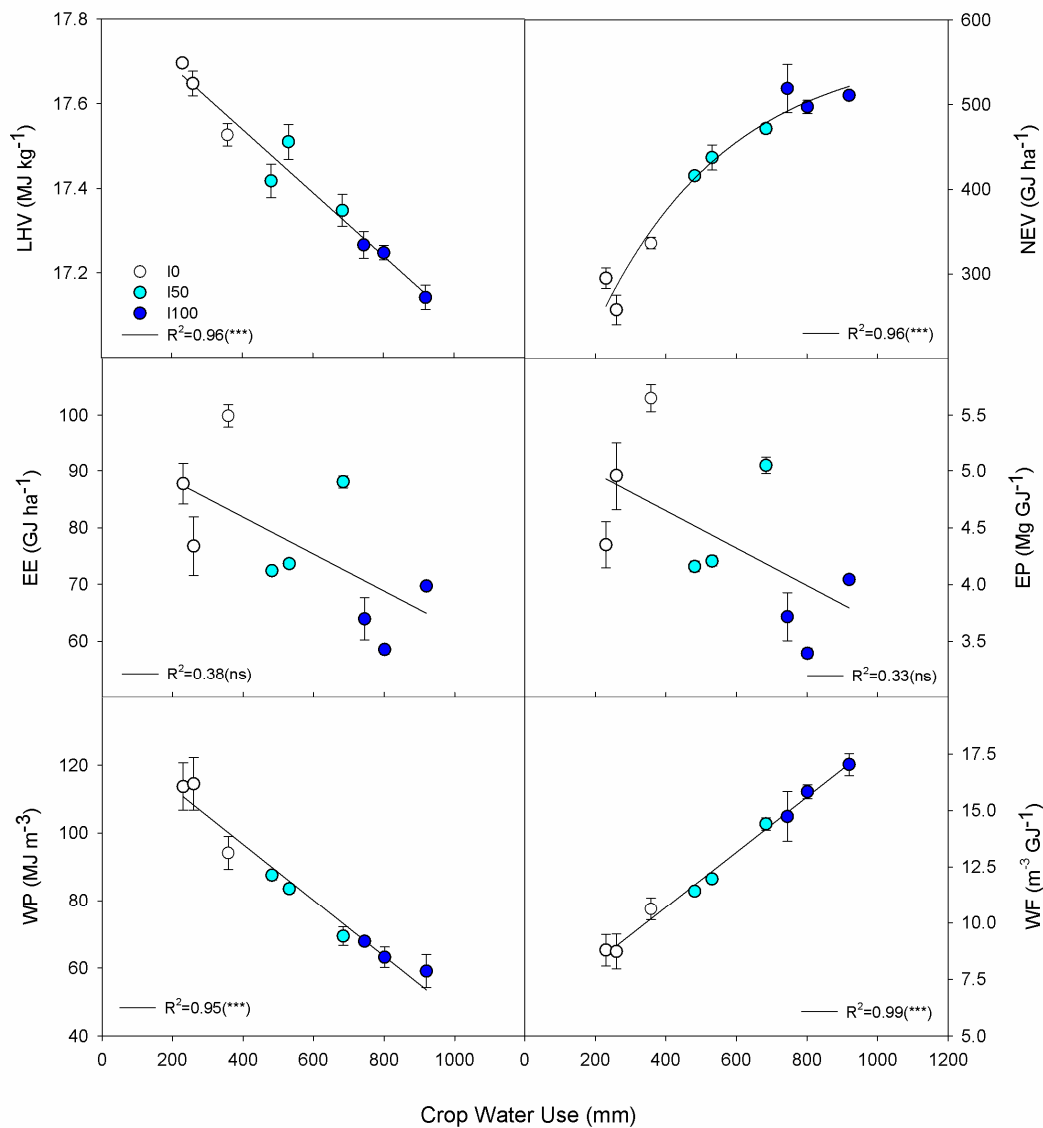 17.8
17.6
17.4
17.2
LHV (MJ kg⁻¹)
I0
I50
I100
R²=0.96(***)
600
500
400
300
NEV (GJ ha⁻¹)
R²=0.96(***)
100
90
80
70
60
EE (GJ ha⁻¹)
R²=0.38(ns)
5.5
5.0
4.5
4.0
3.5
EP (Mg GJ⁻¹)
R²=0.33(ns)
120
100
80
60
40
WP (MJ m⁻³)
R²=0.95(***)
17.5
15.0
12.5
10.0
7.5
5.0
WF (m⁻³ GJ⁻¹)
R²=0.99(***)
0 200 400 600 800 1000 0 200 400 600 800 1000 1200
Crop Water Use (mm)